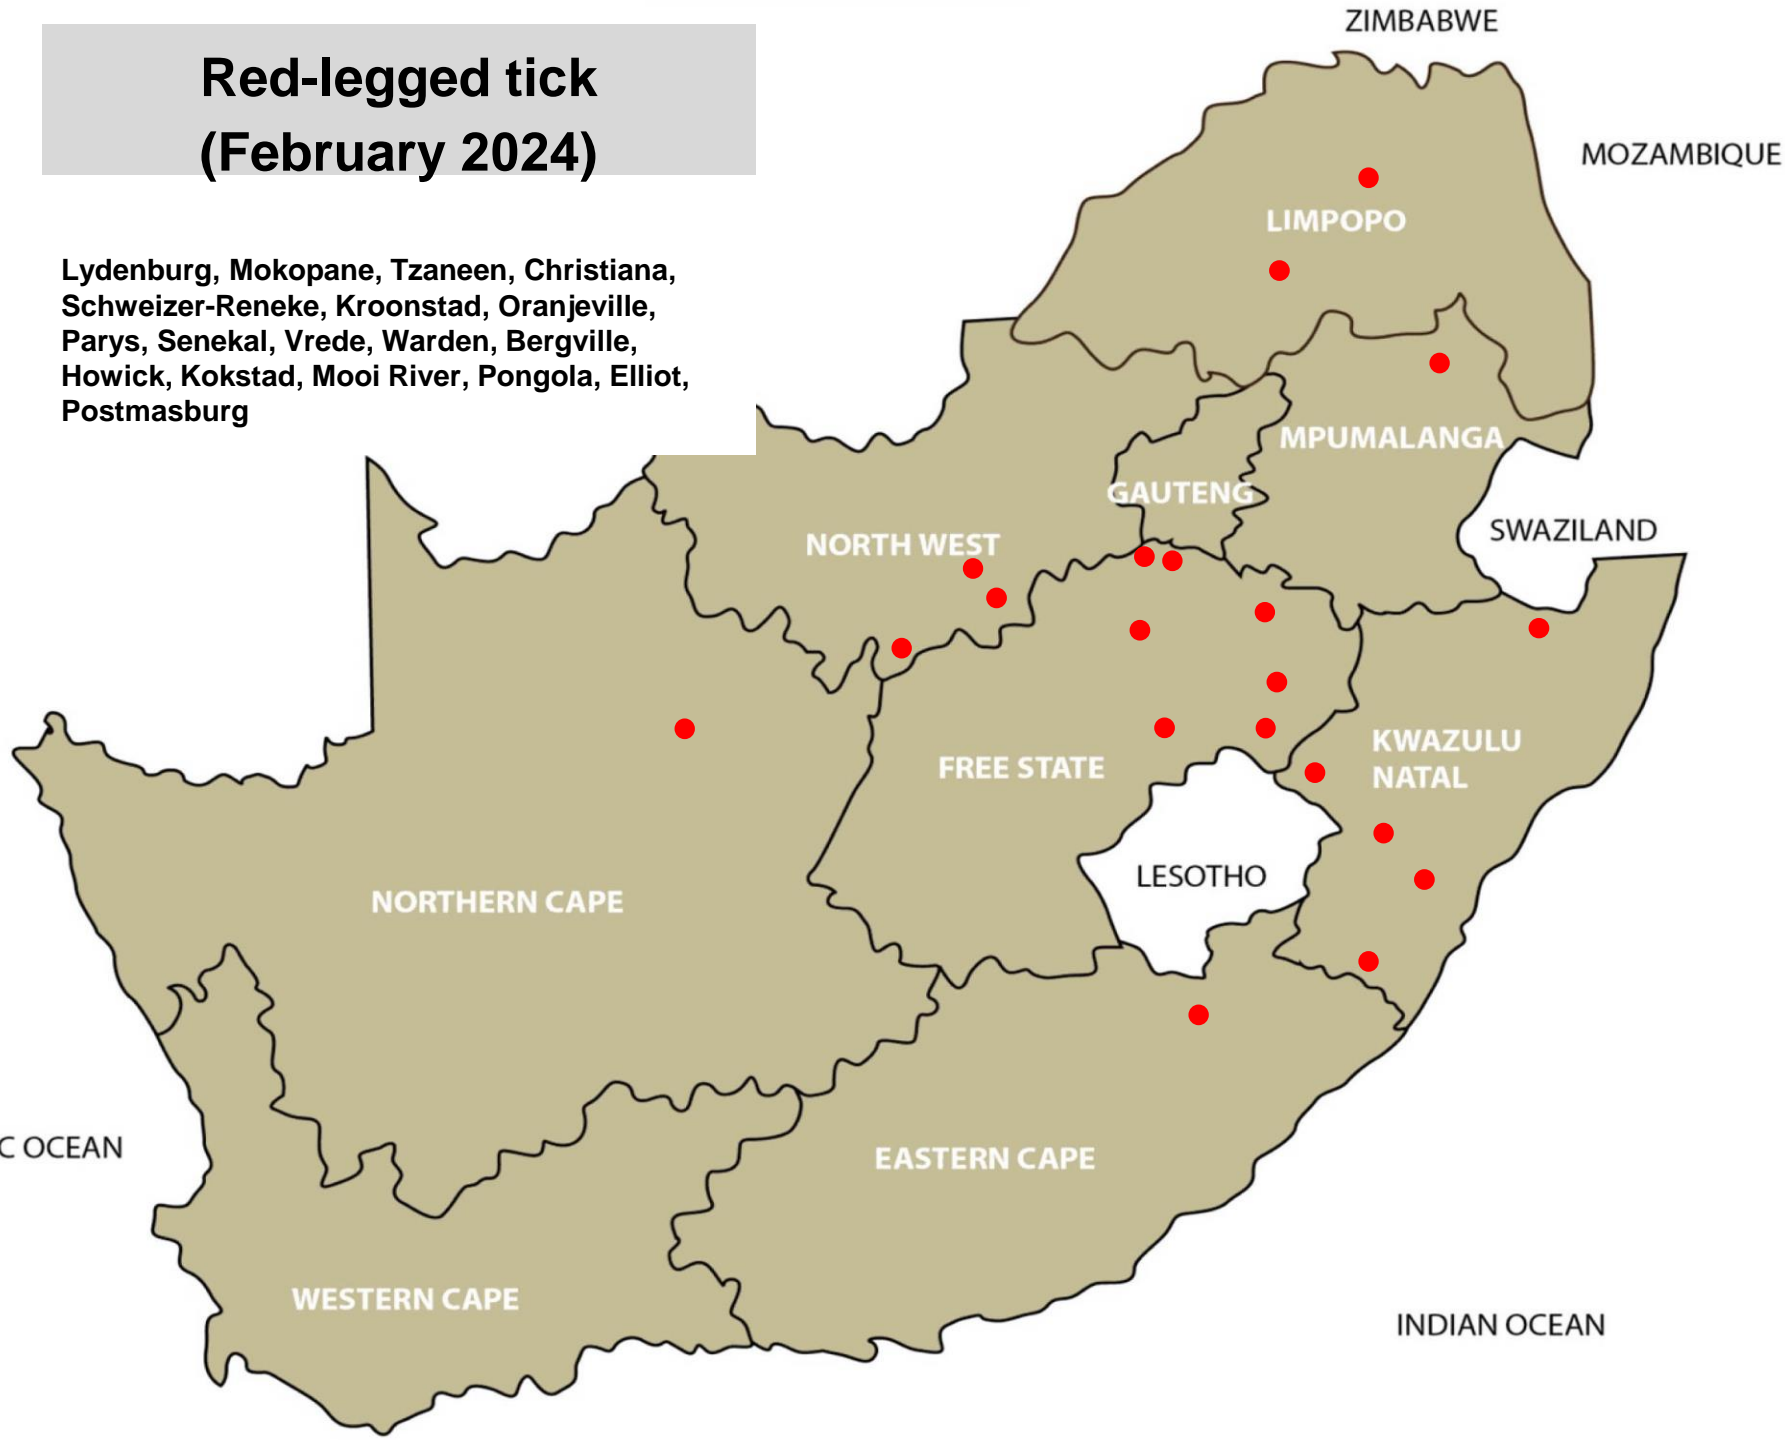 Red-legged tick
(February 2024)
Lydenburg, Mokopane, Tzaneen, Christiana,
Schweizer-Reneke, Kroonstad, Oranjeville,
Parys, Senekal, Vrede, Warden, Bergville,
Howick, Kokstad, Mooi River, Pongola, Elliot,
Postmasburg
ZIMBABWE
MOZAMBIQUE
LIMPOPO
MPUMALANGA
GAUTENG
NORTH WEST
SWAZILAND
KWAZULU
NATAL
FREE STATE
LESOTHO
NORTHERN CAPE
C OCEAN
EASTERN CAPE
WESTERN CAPE
INDIAN OCEAN